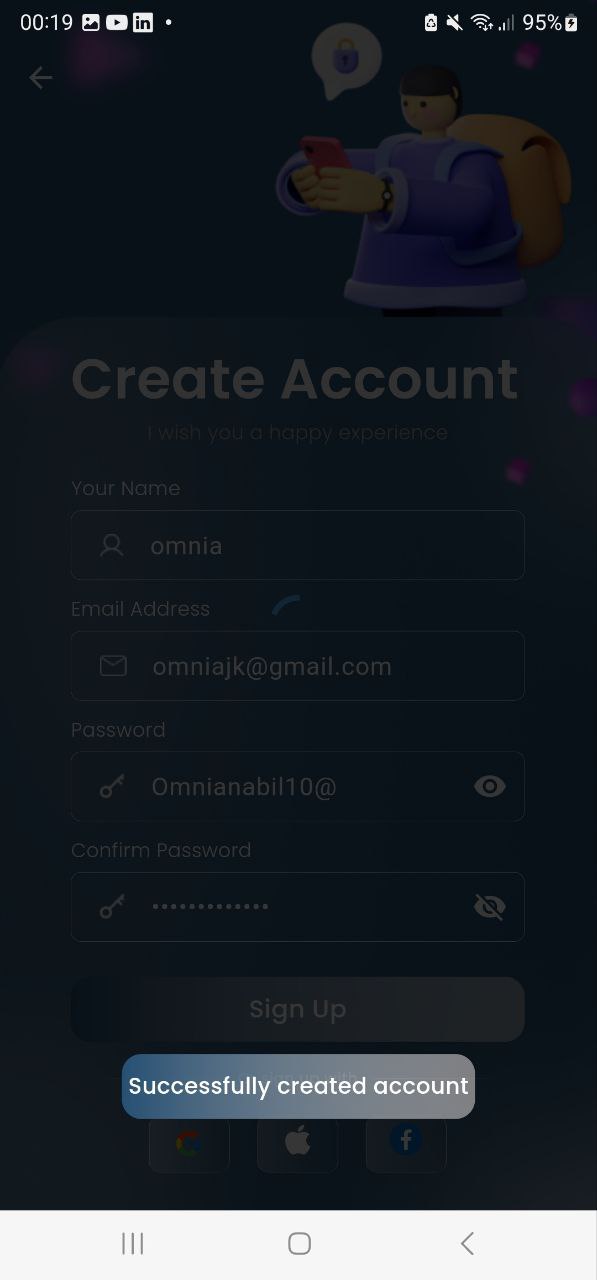 00:19
95%
Create Account
I wish you a happy experience
Your Name
omnia
Email Address
omniajk@gmail.com
Password
Omnianabil10@
Confirm Password
•••••••••••••
Sign Up
Successfully created account